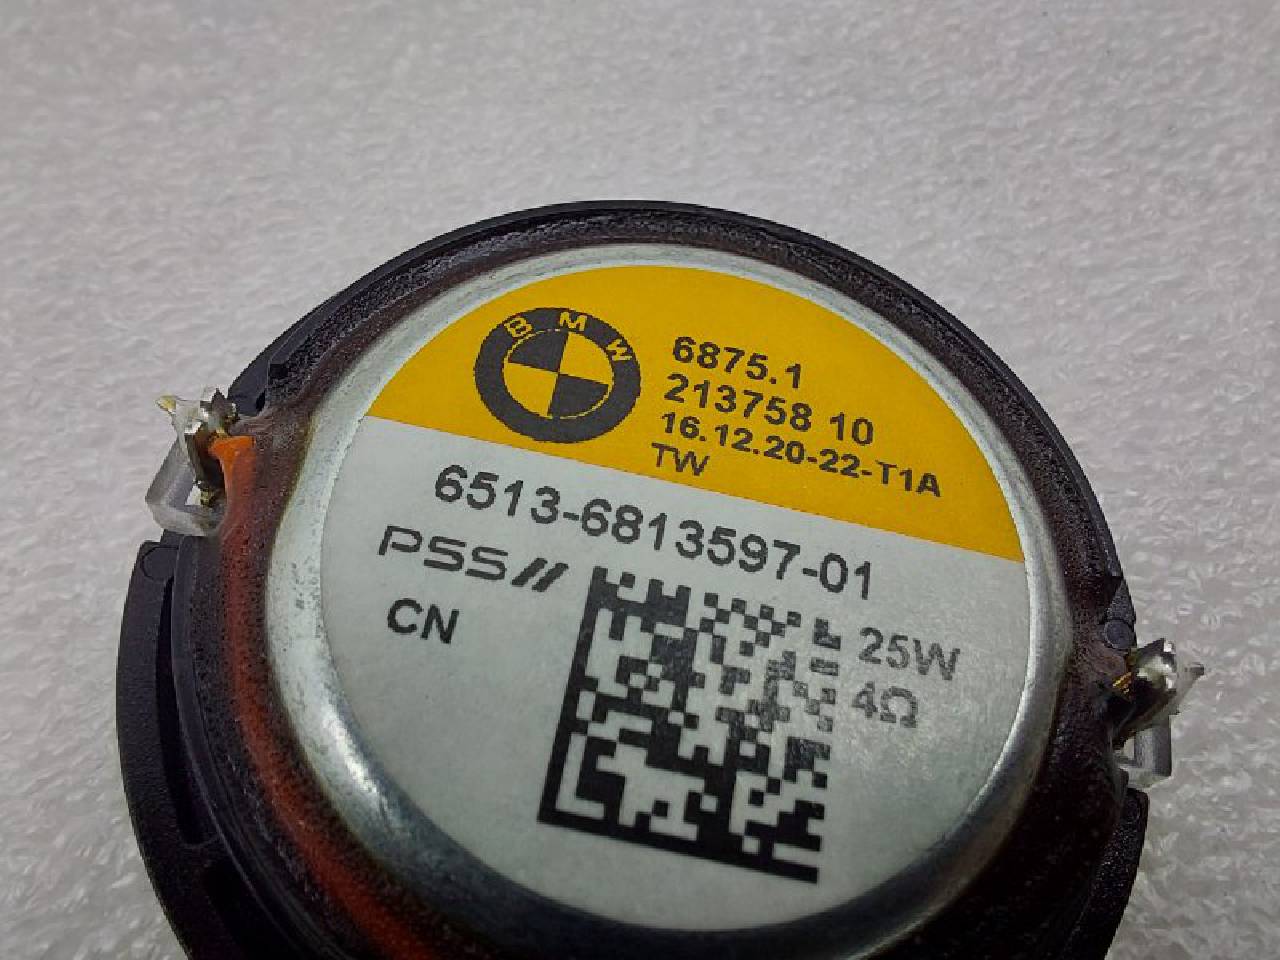 BMW
6875.1
213758 10
16.12.20-22-T1A
TW
6513-6813597-01
PSS//
CN
25W
4Ω